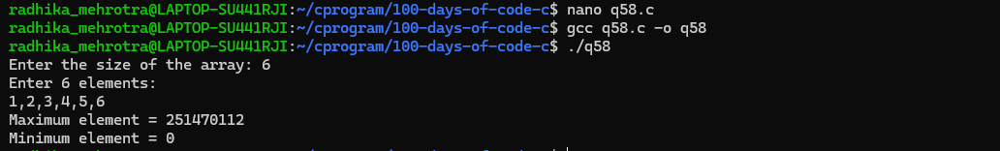 radhika_mehrotra@LAPTOP-SU441RJI:~/cprogram/100-days-of-code-c$ nano q58.c
radhika_mehrotra@LAPTOP-SU441RJI:~/cprogram/100-days-of-code-c$ gcc q58.c -o q58
radhika_mehrotra@LAPTOP-SU441RJI:~/cprogram/100-days-of-code-c$ ./q58
Enter the size of the array: 6
Enter 6 elements:
1,2,3,4,5,6
Maximum element = 251470112
Minimum element = 0